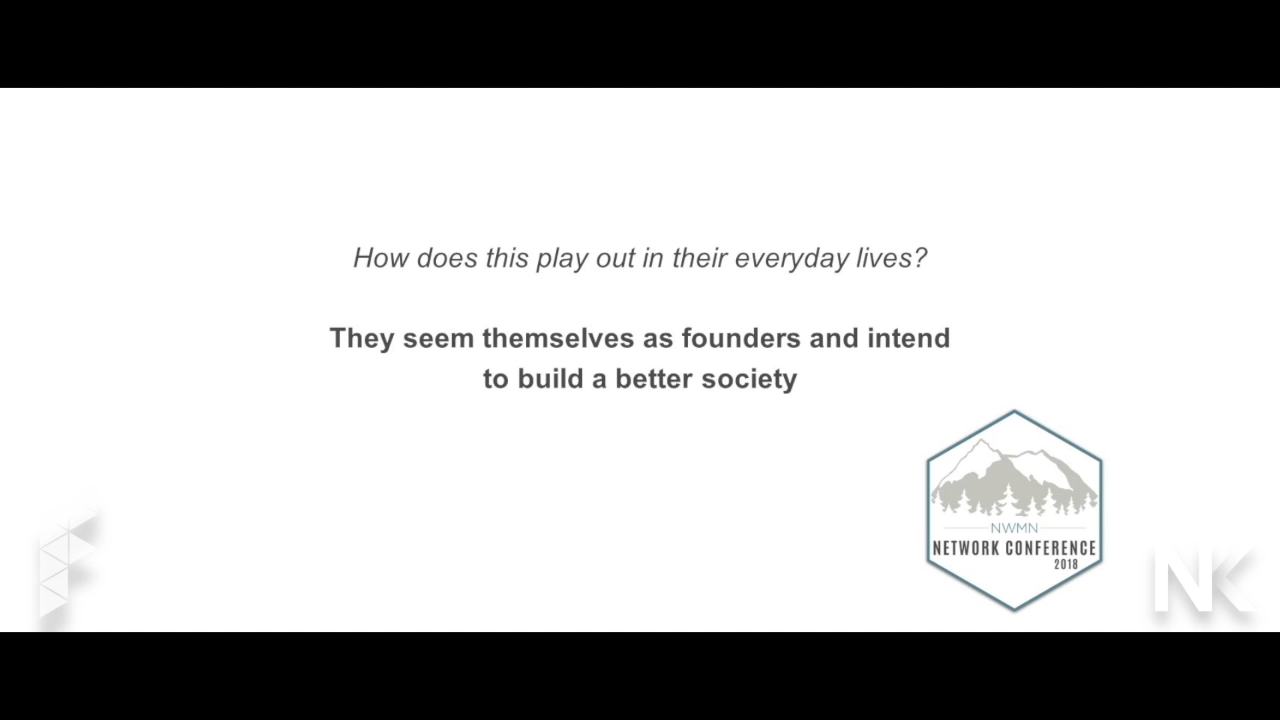 How does this play out in their everyday lives?
They seem themselves as founders and intend
to build a better society
NWMN
NETWORK CONFERENCE
2018
NK